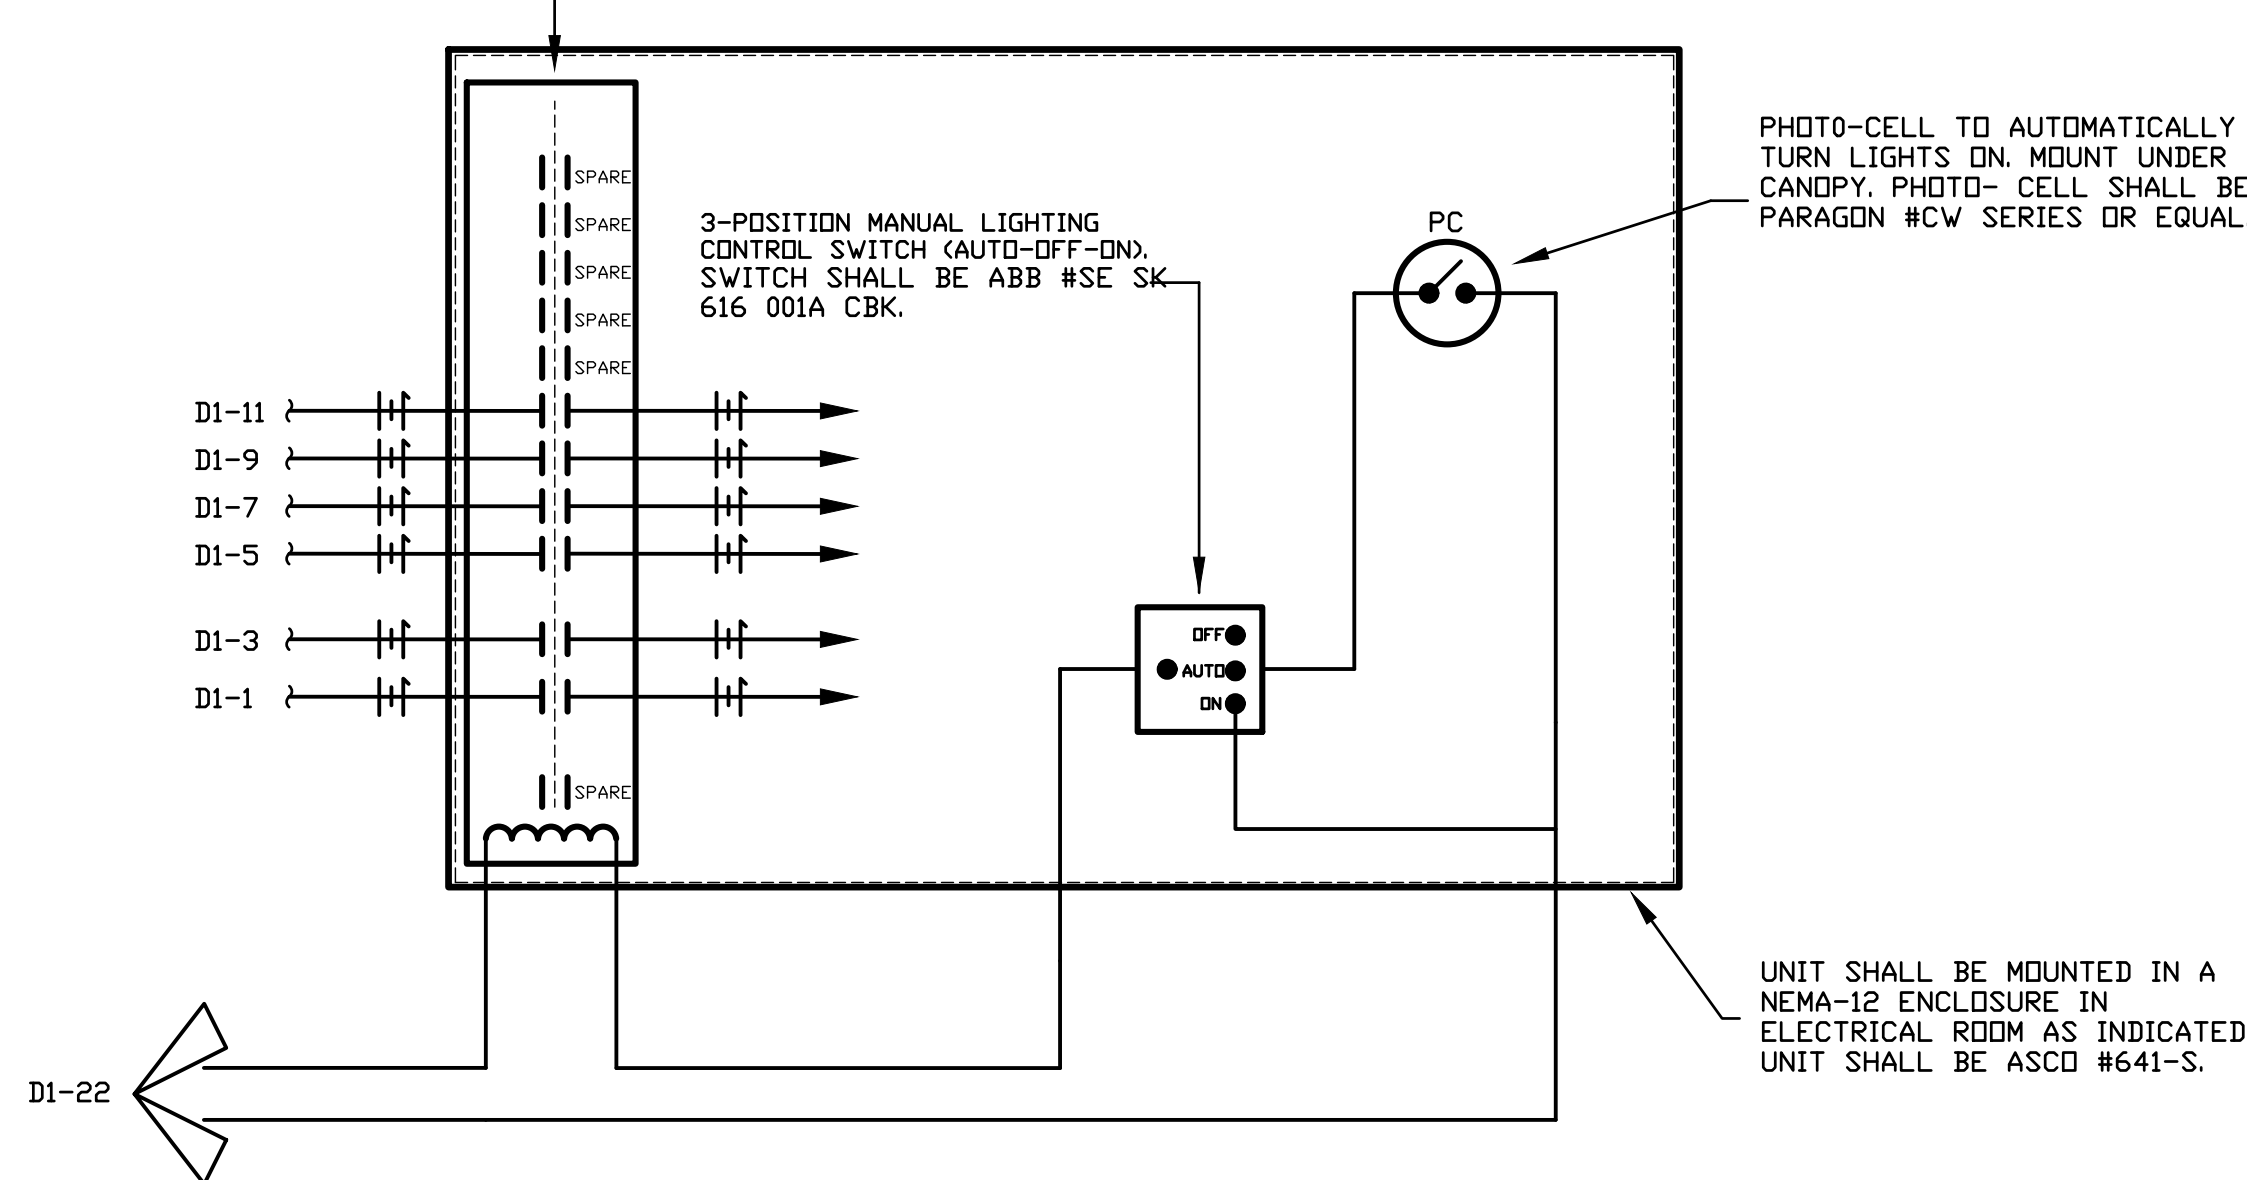 PHOTO-CELL TO AUTOMATICALLY
TURN LIGHTS ON. MOUNT UNDER
CANOPY. PHOTO- CELL SHALL BE
PARAGON #CW SERIES OR EQUAL.
SPARE
SPARE
SPARE
SPARE
SPARE
3-POSITION MANUAL LIGHTING
CONTROL SWITCH (AUTO-OFF-ON).
SWITCH SHALL BE ABB #SE SK
616 001A CBK.
PC
D1-11
D1-9
D1-7
D1-5
D1-3
D1-1
OFF
AUTO
ON
SPARE
UNIT SHALL BE MOUNTED IN A
NEMA-12 ENCLOSURE IN
ELECTRICAL ROOM AS INDICATED
UNIT SHALL BE ASCO #641-S.
D1-22